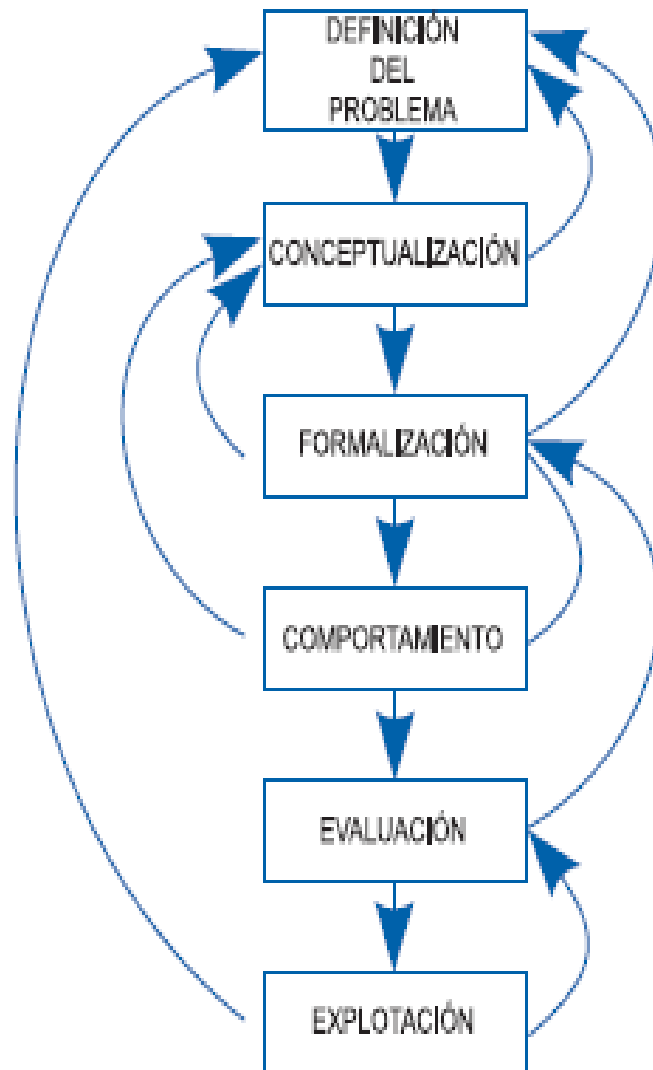 DEFINICIÓN
DEL
PROBLEMA
CONCEPTUALIZACIÓN
FORMALIZACIÓN
COMPORTAMIENTO
EVALUACIÓN
EXPLOTACIÓN